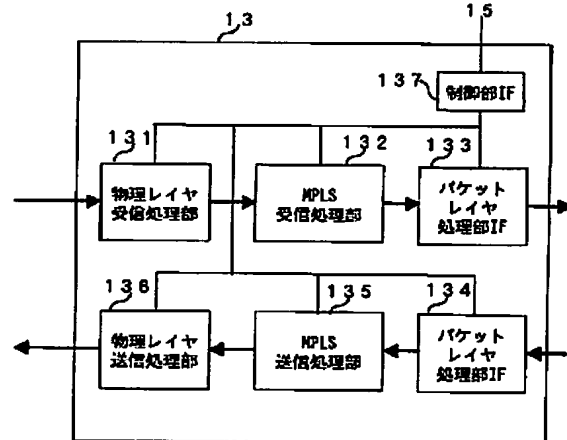 13
15
137
制御部IF
131
物理レイヤ
受信処理部
132
MPLS
受信処理部
133
パケット
レイヤ
処理部IF
136
物理レイヤ
送信処理部
135
MPLS
送信処理部
134
パケット
レイヤ
処理部IF